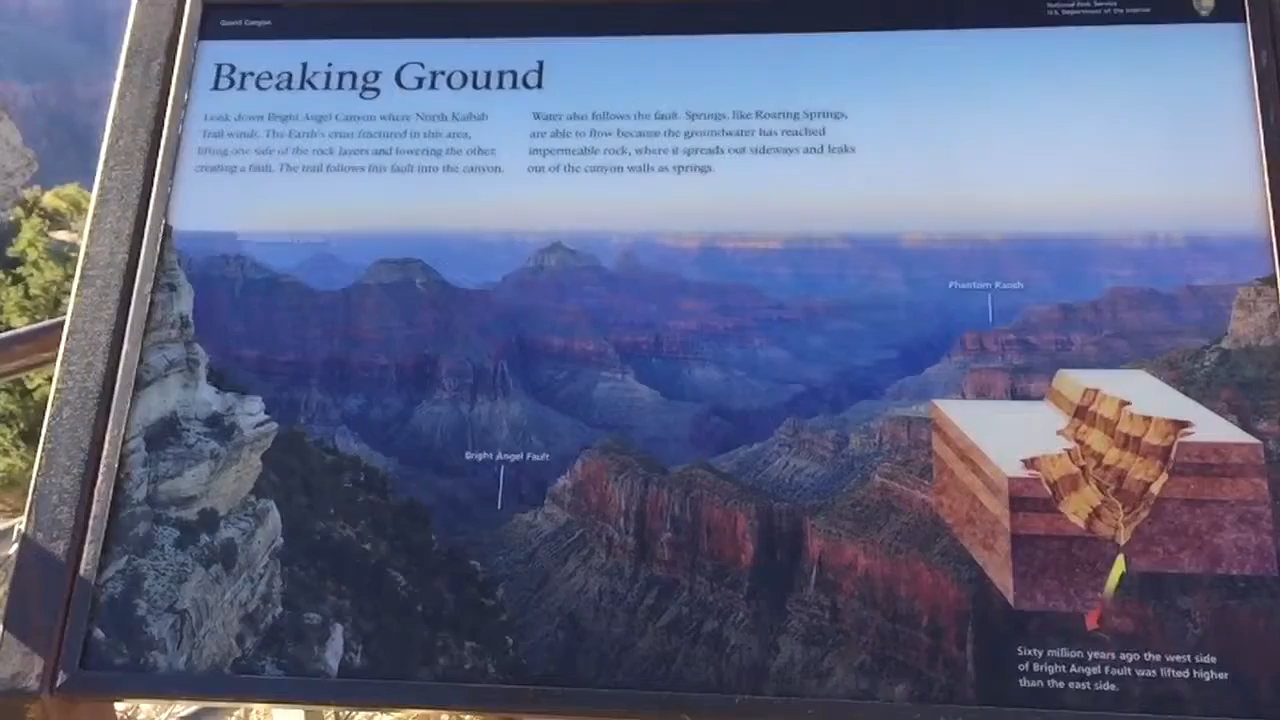 Grand Canyon
National Park Service
U.S. Department of the Interior
Breaking Ground
Look down Bright Angel Canyon where North Kaibab
Trail winds. The Earth's crust fractured in this area,
lifting one side of the rock layers and lowering the other,
creating a fault. The trail follows this fault into the canyon.
Water also follows the fault. Springs, like Roaring Springs,
are able to flow because the groundwater has reached
impermeable rock, where it spreads out sideways and leaks
out of the canyon walls as springs.
Phantom Ranch
Bright Angel Fault
Sixty million years ago the west side
of Bright Angel Fault was lifted higher
than the east side.